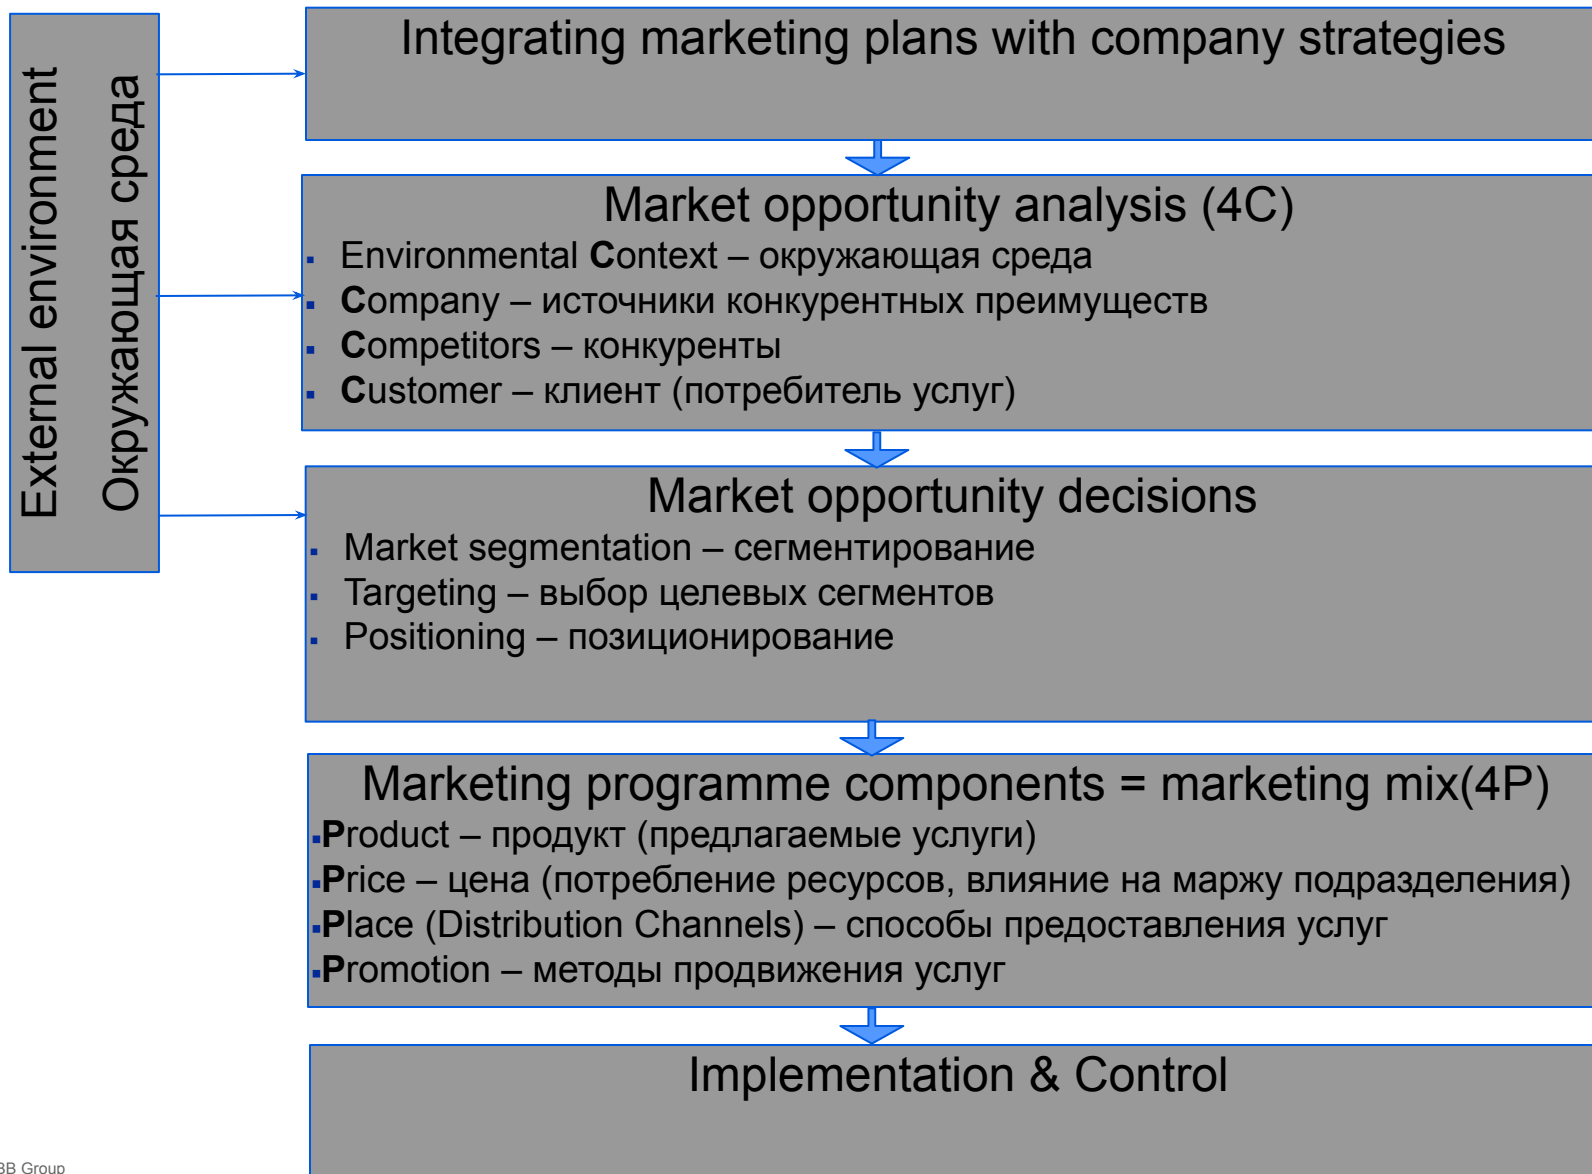 External environment
Окружающая среда
Integrating marketing plans with company strategies
Market opportunity analysis (4C)
▪ Environmental Context – окружающая среда
▪ Company – источники конкурентных преимуществ
▪ Competitors – конкуренты
▪ Customer – клиент (потребитель услуг)
Market opportunity decisions
▪ Market segmentation – сегментирование
▪ Targeting – выбор целевых сегментов
▪ Positioning – позиционирование
Marketing programme components = marketing mix(4P)
▪Product – продукт (предлагаемые услуги)
▪Price – цена (потребление ресурсов, влияние на маржу подразделения)
▪Place (Distribution Channels) – способы предоставления услуг
▪Promotion – методы продвижения услуг
Implementation & Control
Group